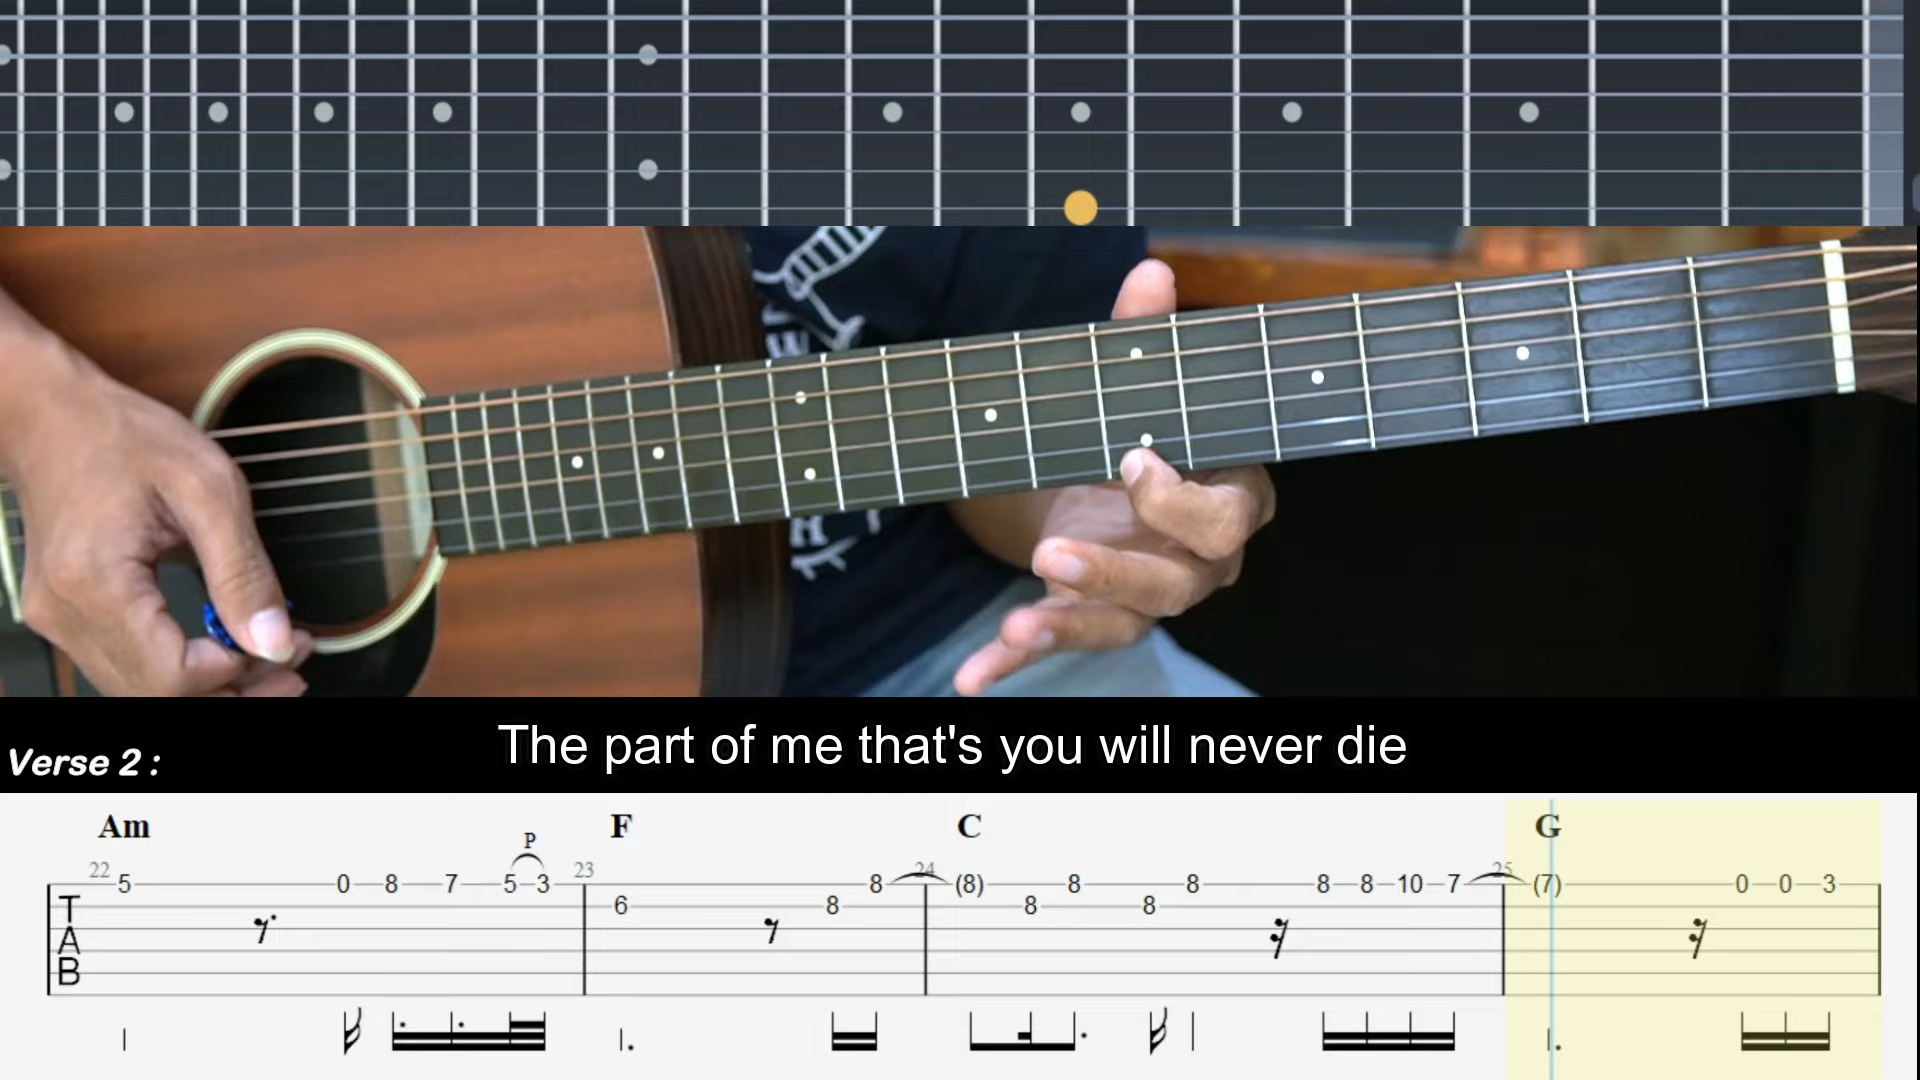 The part of me that's you will never die
Verse 2 :
Am F C G
P
22 5 0 8 7 5 3 23 8 24 (8) 8 8 8 8 10 7 25 (7) 0 0 3
6 8 8 8
T
A
B